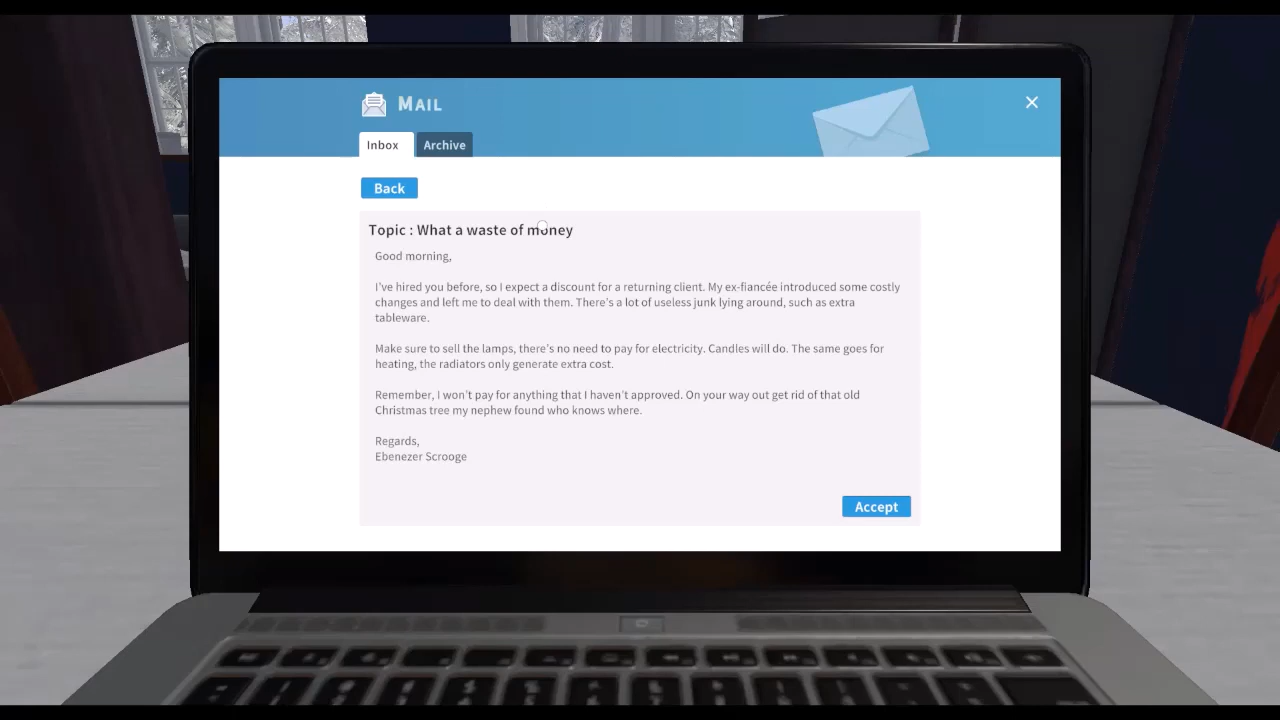 MAIL
Inbox
Archive
Back
Topic : What a waste of money
Good morning,
I've hired you before, so I expect a discount for a returning client. My ex-fiancée introduced some costly
changes and left me to deal with them. There's a lot of useless junk lying around, such as extra
tableware.
Make sure to sell the lamps, there's no need to pay for electricity. Candles will do. The same goes for
heating, the radiators only generate extra cost.
Remember, I won't pay for anything that I haven't approved. On your way out get rid of that old
Christmas tree my nephew found who knows where.
Regards,
Ebenezer Scrooge
Accept